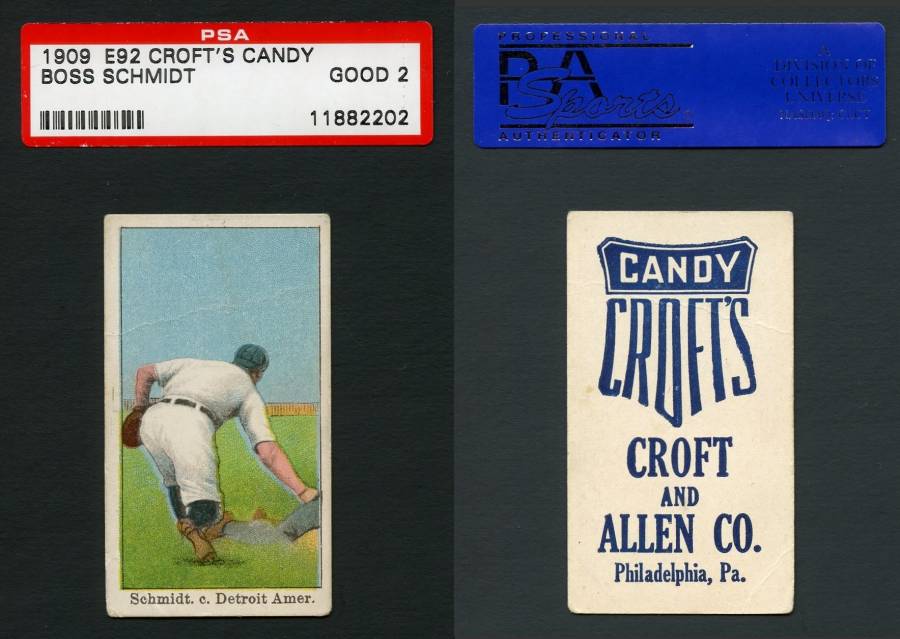 PSA
1909 E92 CROFT'S CANDY
BOSS SCHMIDT GOOD 2
11882202
Schmidt. c. Detroit Amer.
PROFESSIONAL
PSA
Sports
AUTHENTICATOR
A
DIVISION OF
COLLECTORS
UNIVERSE
CANDY
CROFT'S
CROFT
AND
ALLEN CO.
Philadelphia, Pa.